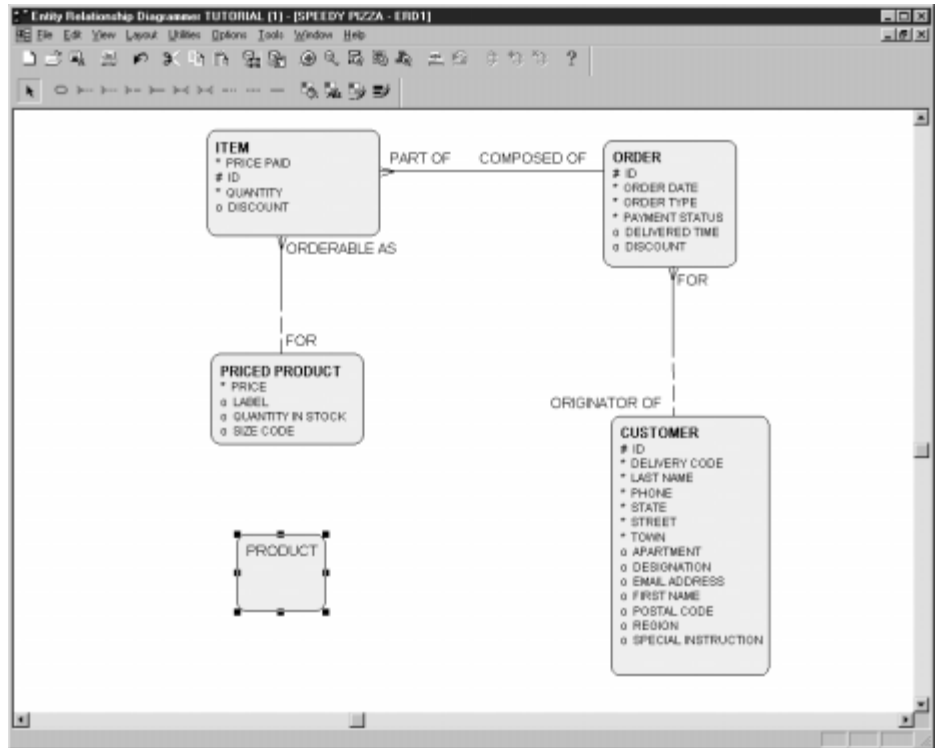 Entity Relationship Diagrammer TUTORIAL (1) - [SPEEDY PIZZA - ERD1]
File Edit View Layout Utilities Options Tools Window Help
ITEM
* PRICE PAID
# ID
* QUANTITY
o DISCOUNT
PART OF
COMPOSED OF
ORDER
# ID
* ORDER DATE
* ORDER TYPE
* PAYMENT STATUS
o DELIVERED TIME
o DISCOUNT
ORDERABLE AS
FOR
FOR
PRICED PRODUCT
* PRICE
o LABEL
o QUANTITY IN STOCK
o SIZE CODE
ORIGINATOR OF
CUSTOMER
# ID
* DELIVERY CODE
* LAST NAME
* PHONE
* STATE
* STREET
* TOWN
o APARTMENT
o DESIGNATION
o EMAIL ADDRESS
o FIRST NAME
o POSTAL CODE
o REGION
o SPECIAL INSTRUCTION
PRODUCT